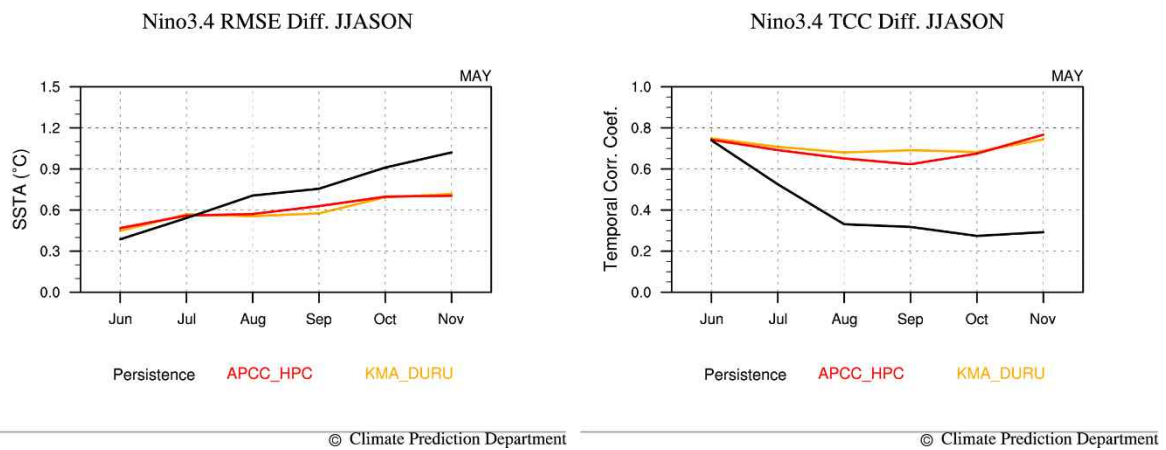 Nino3.4 RMSE Diff. JJASON
MAY
SSTA (°C)
1.5
1.2
0.9
0.6
0.3
0.0
Jun Jul Aug Sep Oct Nov
Persistence APCC_HPC KMA_DURU
© Climate Prediction Department
Nino3.4 TCC Diff. JJASON
MAY
Temporal Corr. Coef.
1.0
0.8
0.6
0.4
0.2
0.0
Jun Jul Aug Sep Oct Nov
Persistence APCC_HPC KMA_DURU
© Climate Prediction Department